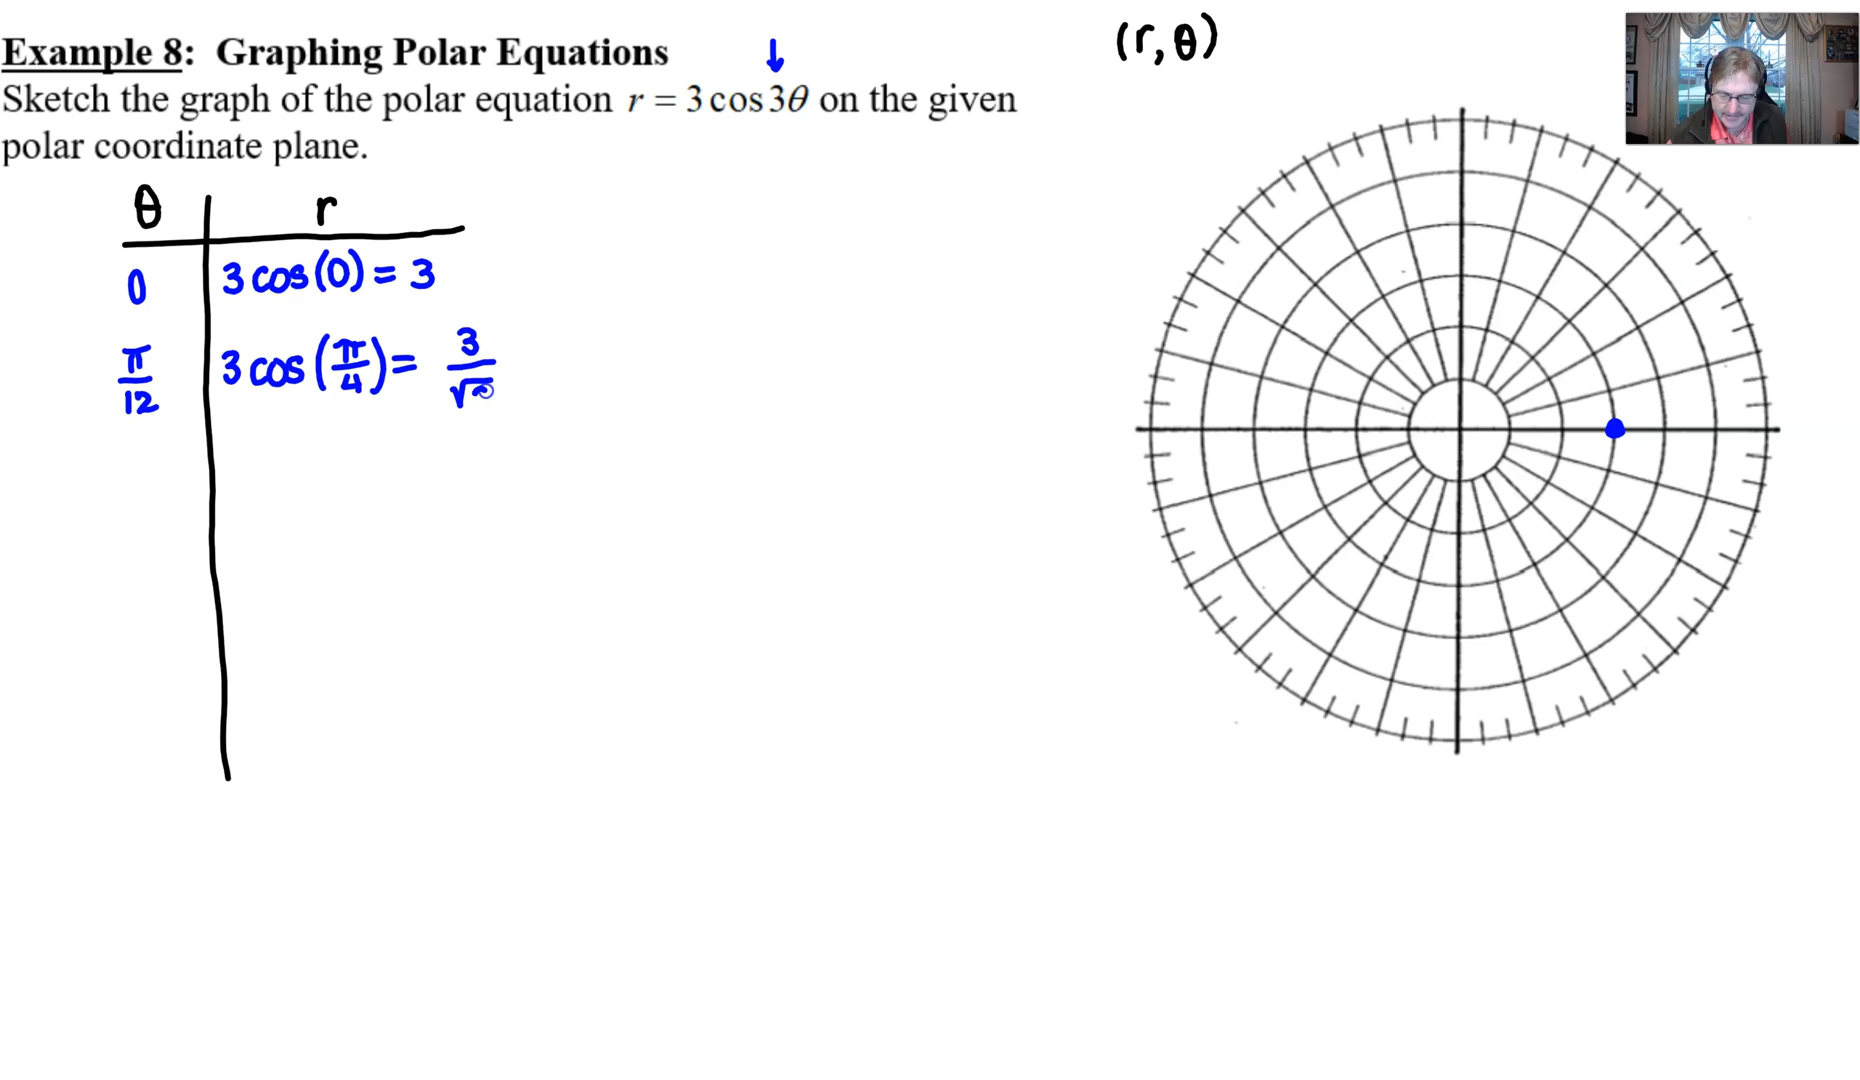 Example 8: Graphing Polar Equations
↓
Sketch the graph of the polar equation r = 3 cos 3θ on the given
polar coordinate plane.
(r, θ)
θ r
0 3 cos(0) = 3
π/12 3 cos(π/4) = 3/√2